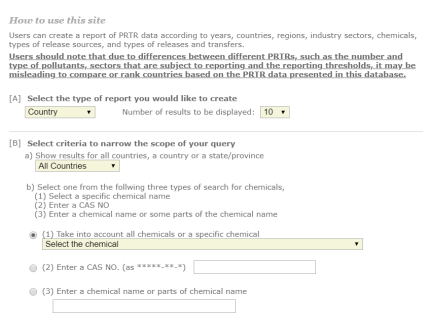 How to use this site
Users can create a report of PRTR data according to years, countries, regions, industry sectors, chemicals,
types of release sources, and types of releases and transfers.
Users should note that due to differences between different PRTRs, such as the number and
type of pollutants, sectors that are subject to reporting and the reporting thresholds, it may be
misleading to compare or rank countries based on the PRTR data presented in this database.
[A] Select the type of report you would like to create
Country ▼ Number of results to be displayed: 10 ▼
[B] Select criteria to narrow the scope of your query
a) Show results for all countries, a country or a state/province
All Countries ▼
b) Select one from the follwing three types of search for chemicals,
(1) Select a specific chemical name
(2) Enter a CAS NO
(3) Enter a chemical name or some parts of the chemical name
(1) Take into account all chemicals or a specific chemical
Select the chemical ▼
(2) Enter a CAS NO. (as *****-**-*)
(3) Enter a chemical name or parts of chemical name